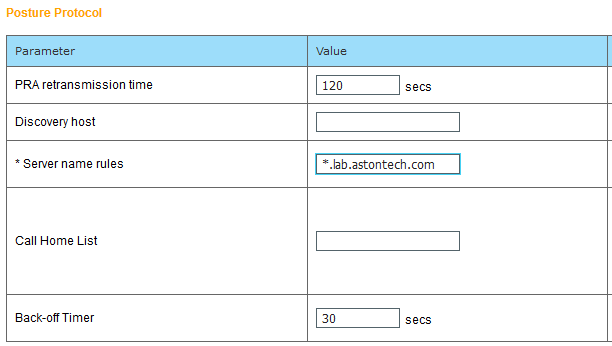 Posture Protocol
Parameter Value
PRA retransmission time 120 secs
Discovery host
* Server name rules *.lab.astontech.com
Call Home List
Back-off Timer 30 secs